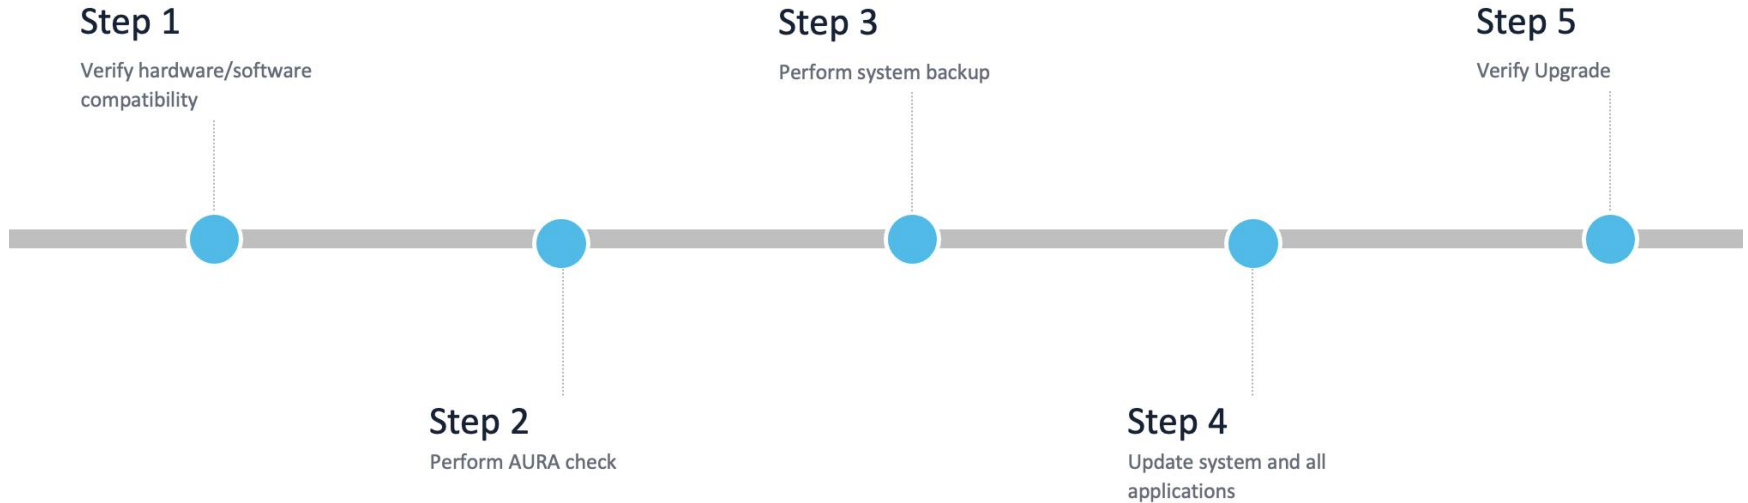 Step 1
Verify hardware/software
compatibility
Step 2
Perform AURA check
Step 3
Perform system backup
Step 4
Update system and all
applications
Step 5
Verify Upgrade